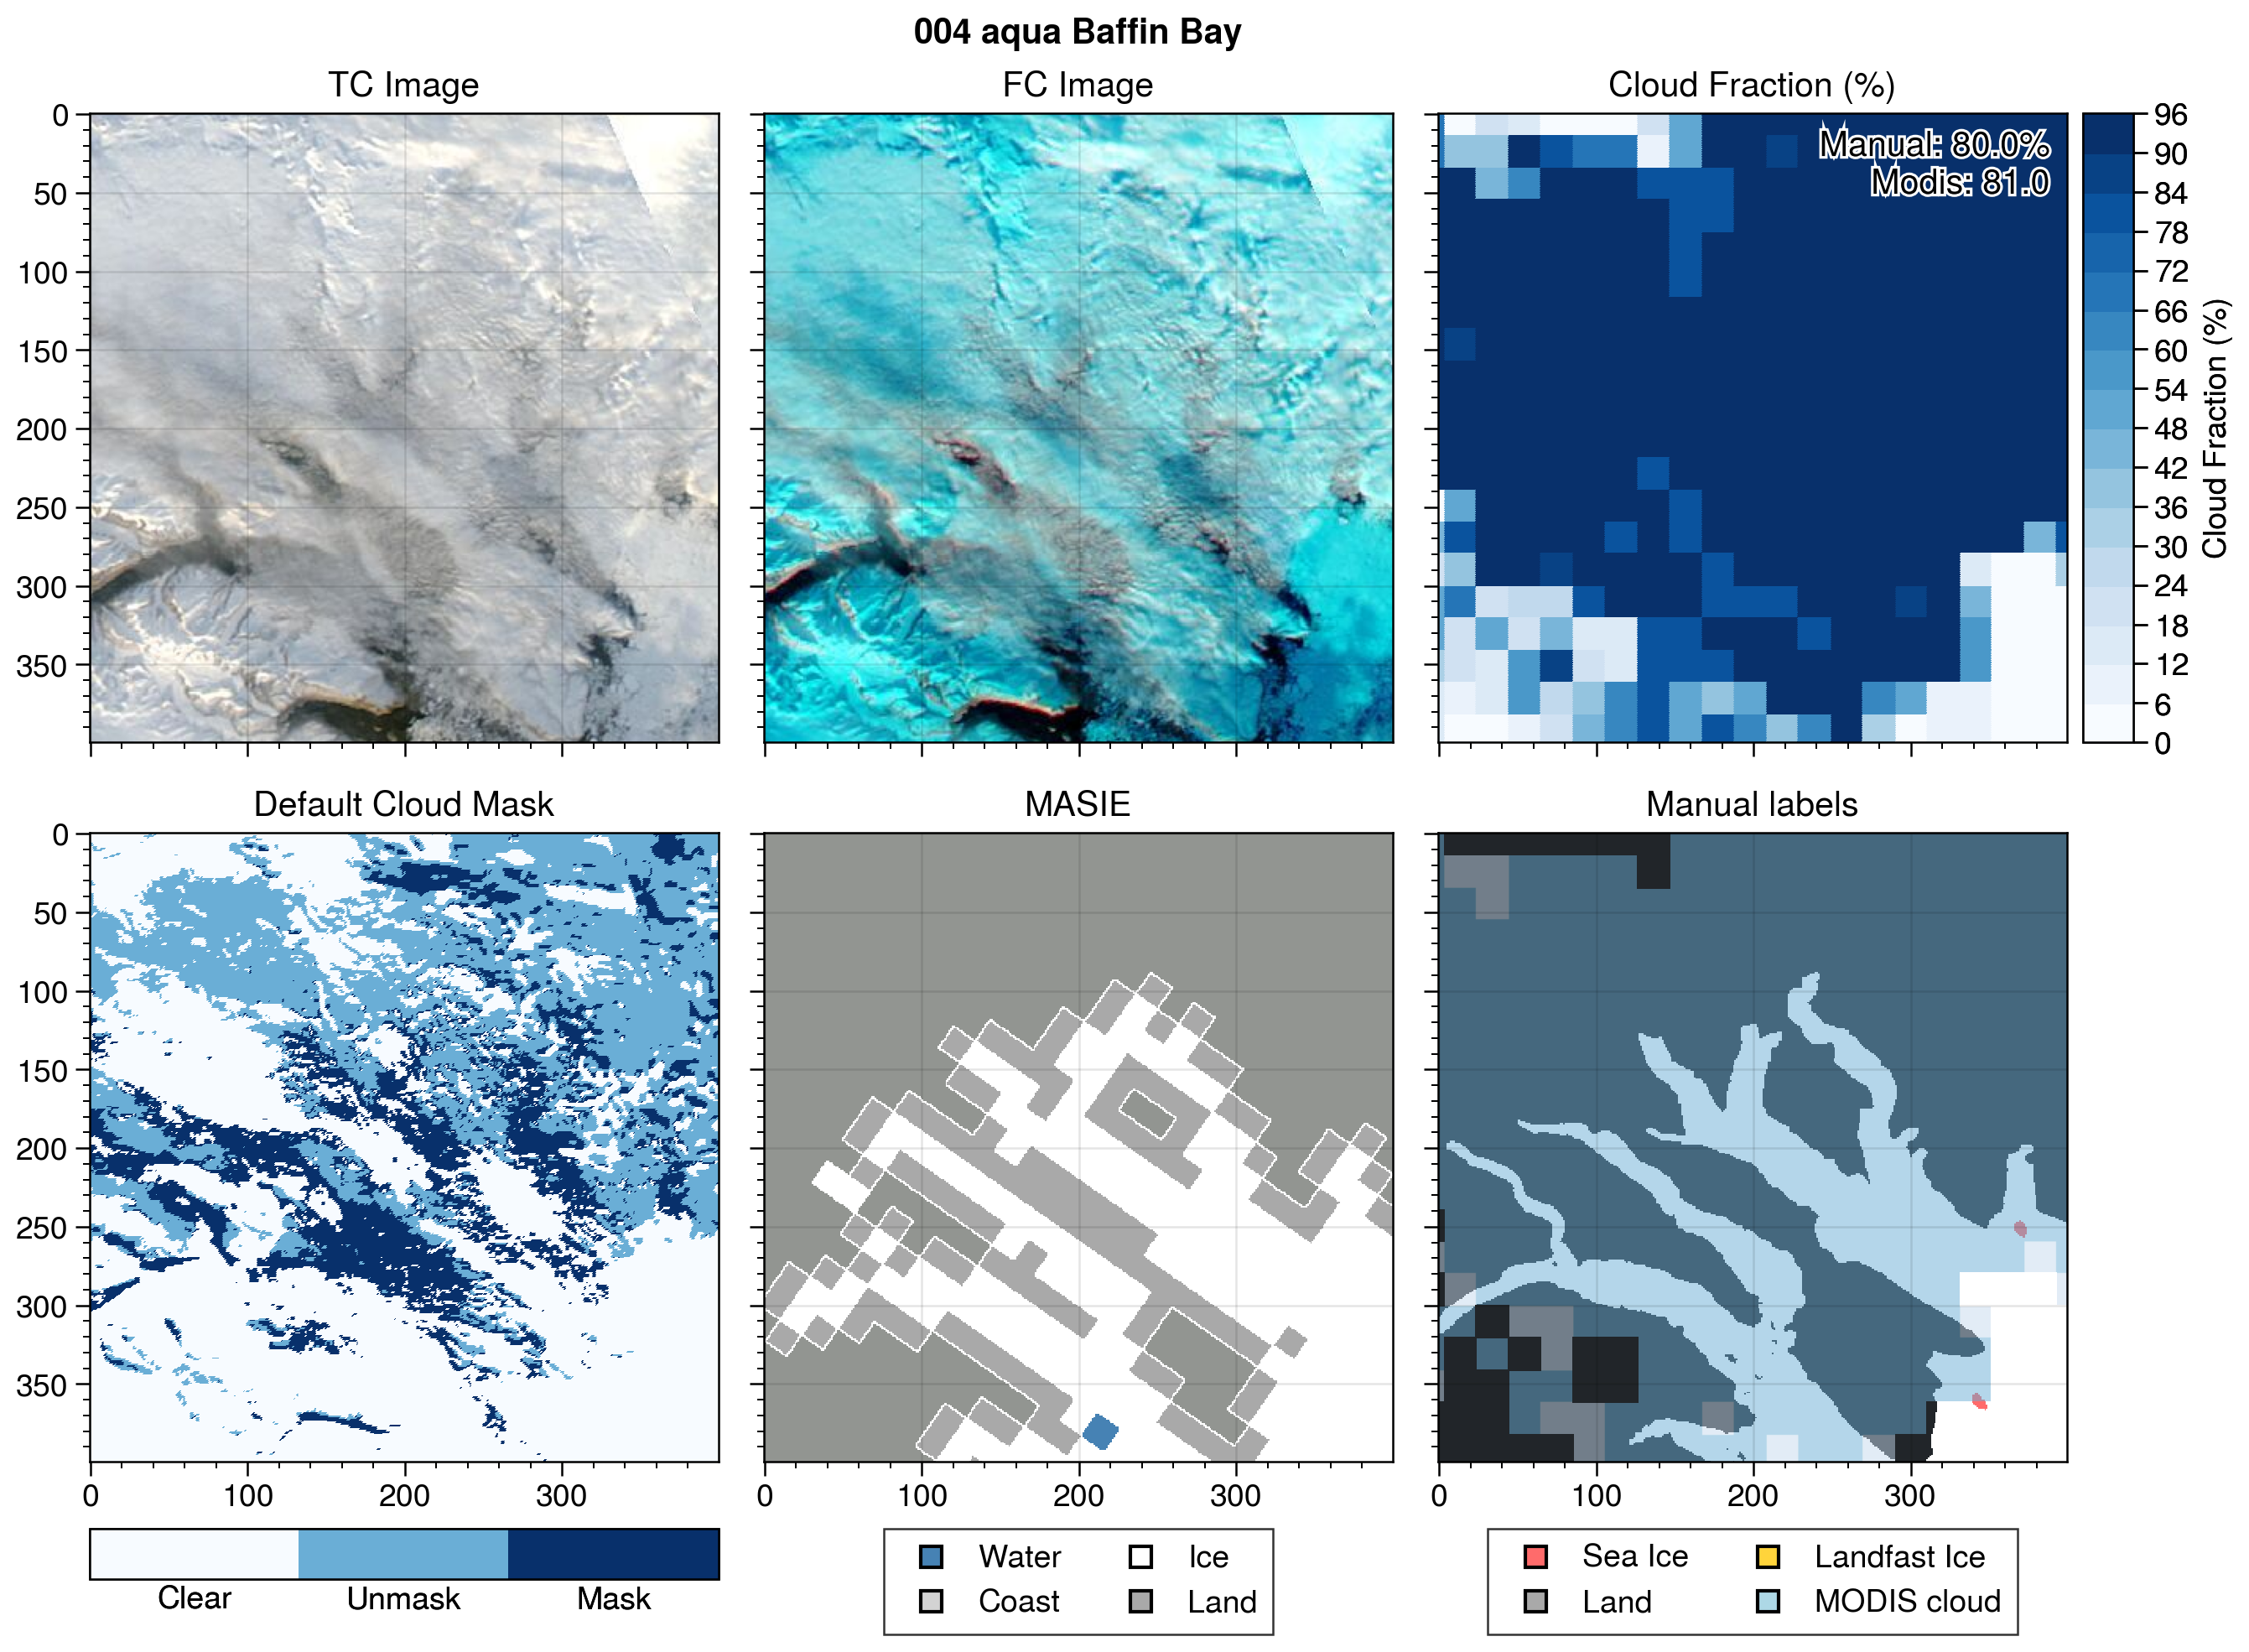 004 aqua Baffin Bay
TC Image
FC Image
Cloud Fraction (%)
0
50
100
150
200
250
300
350
Manual: 80.0%
Modis: 81.0
96
90
84
78
72
66
60
54
48
42
36
30
24
18
12
6
0
Cloud Fraction (%)
Default Cloud Mask
MASIE
Manual labels
0
50
100
150
200
250
300
350
0 100 200 300
0 100 200 300
0 100 200 300
Clear Unmask Mask
Water Ice
Coast Land
Sea Ice Landfast Ice
Land MODIS cloud